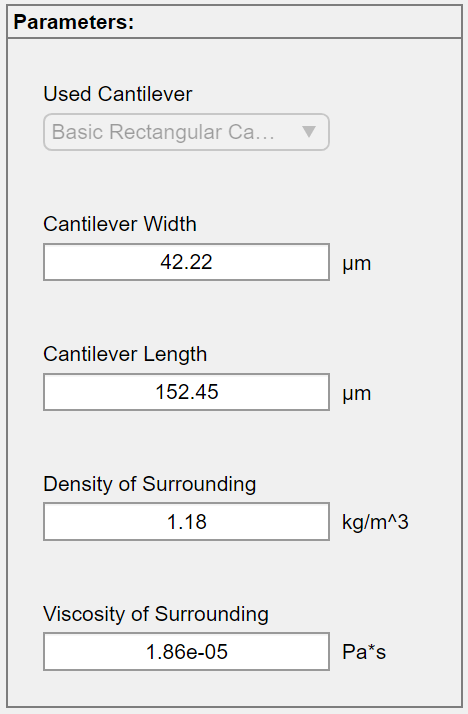 Parameters:
Used Cantilever
Basic Rectangular Ca...
Cantilever Width
42.22 µm
Cantilever Length
152.45 µm
Density of Surrounding
1.18 kg/m^3
Viscosity of Surrounding
1.86e-05 Pa*s